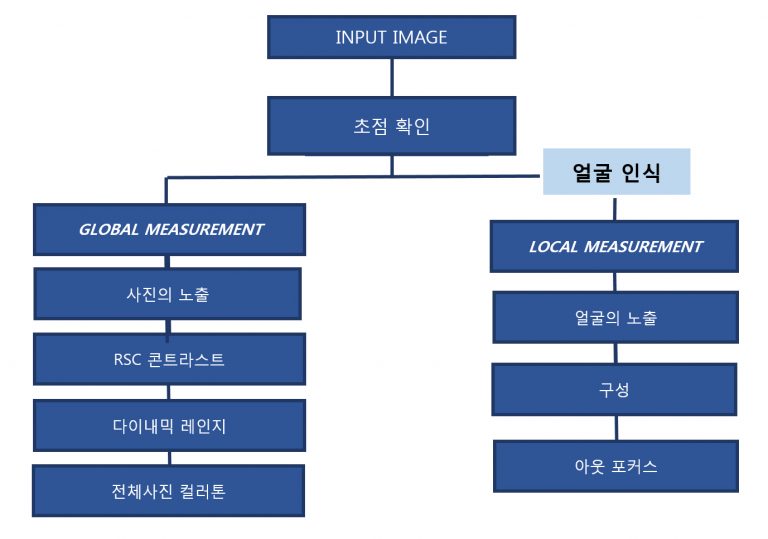 INPUT IMAGE
초점 확인
얼굴 인식
GLOBAL MEASUREMENT
사진의 노출
RSC 콘트라스트
다이내믹 레인지
전체사진 컬러톤
LOCAL MEASUREMENT
얼굴의 노출
구성
아웃 포커스